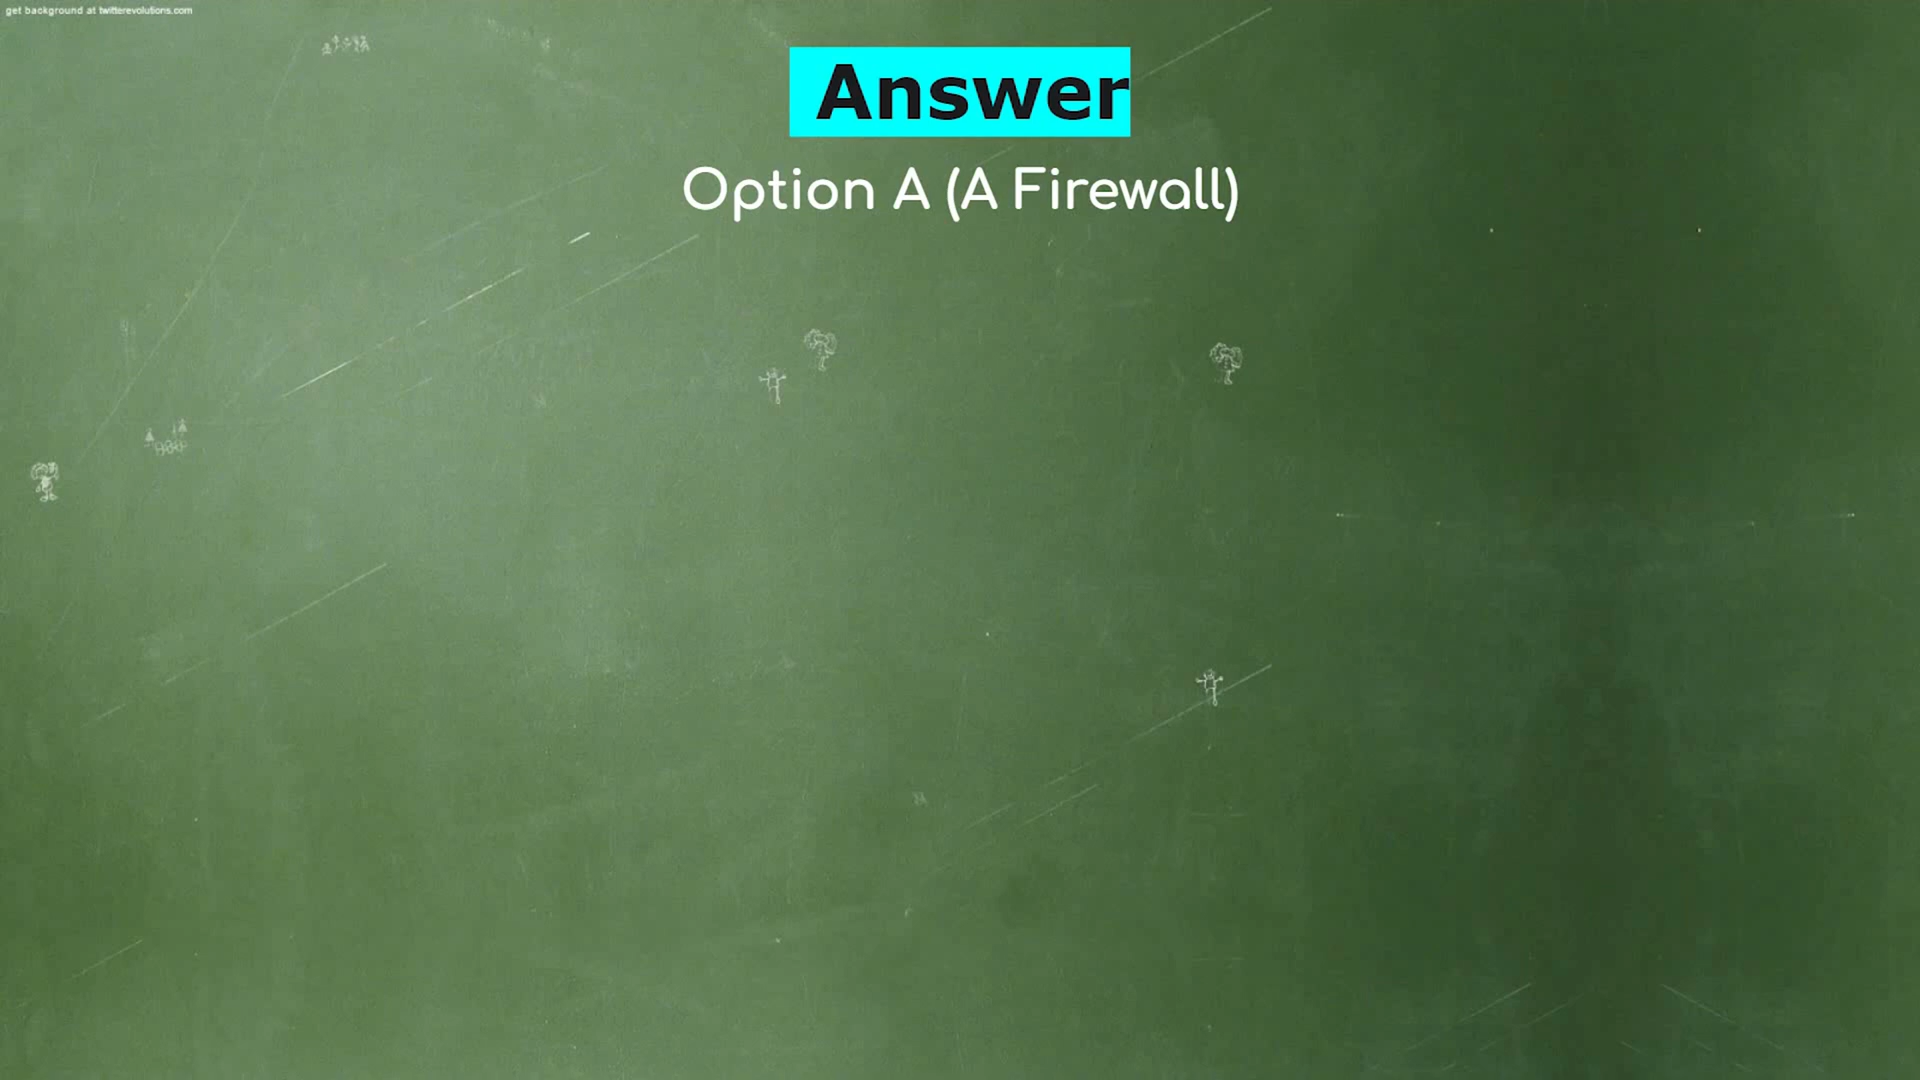 get background at twitterevolutions.com
Answer
Option A (A Firewall)